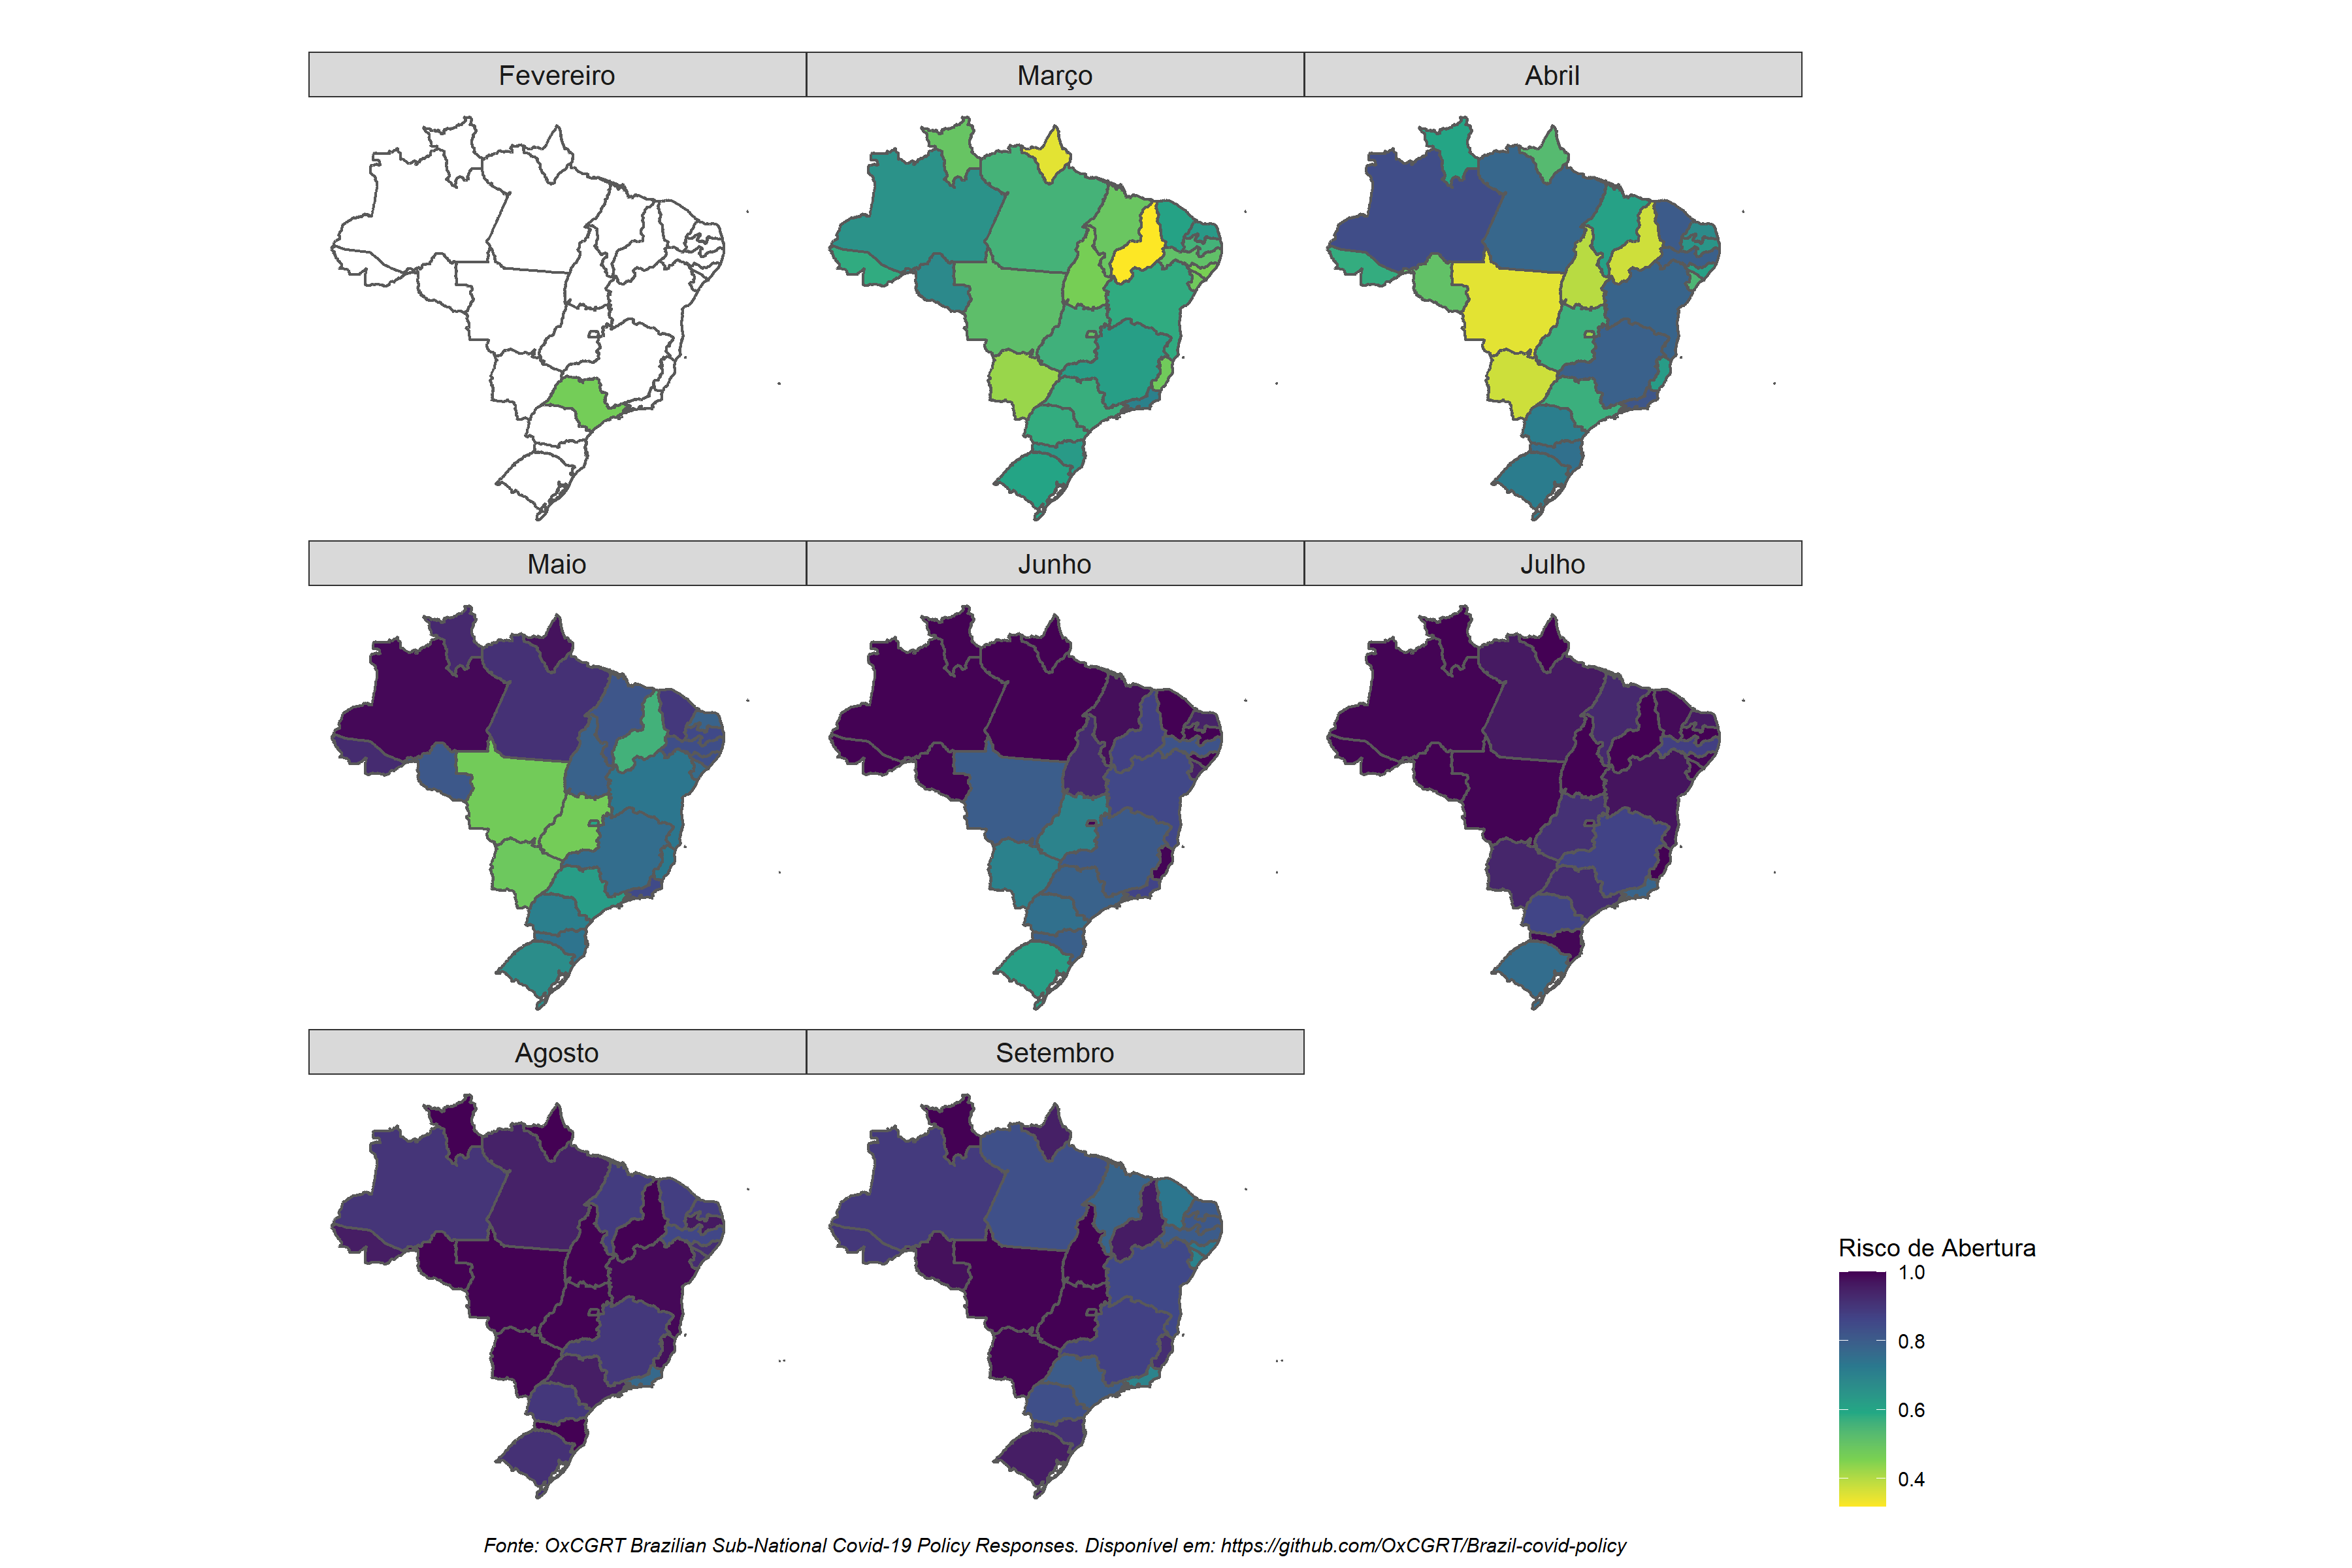 Fevereiro
Março
Abril
Maio
Junho
Julho
Agosto
Setembro
Risco de Abertura
1.0
0.8
0.6
0.4
Fonte: OxCGRT Brazilian Sub-National Covid-19 Policy Responses. Disponível em: https://github.com/OxCGRT/Brazil-covid-policy